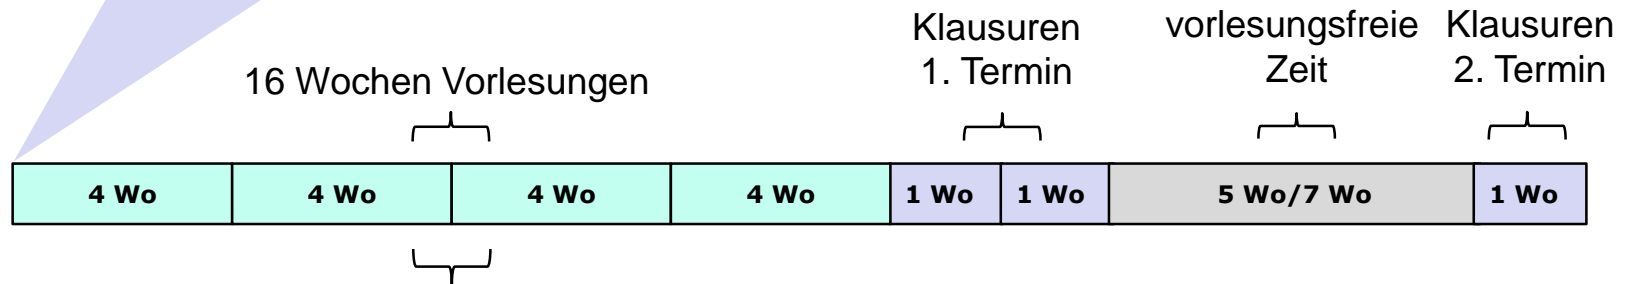 Klausuren
1. Termin
vorlesungsfreie
Zeit
Klausuren
2. Termin
16 Wochen Vorlesungen
4 Wo
4 Wo
4 Wo
4 Wo
1 Wo
1 Wo
5 Wo/7 Wo
1 Wo